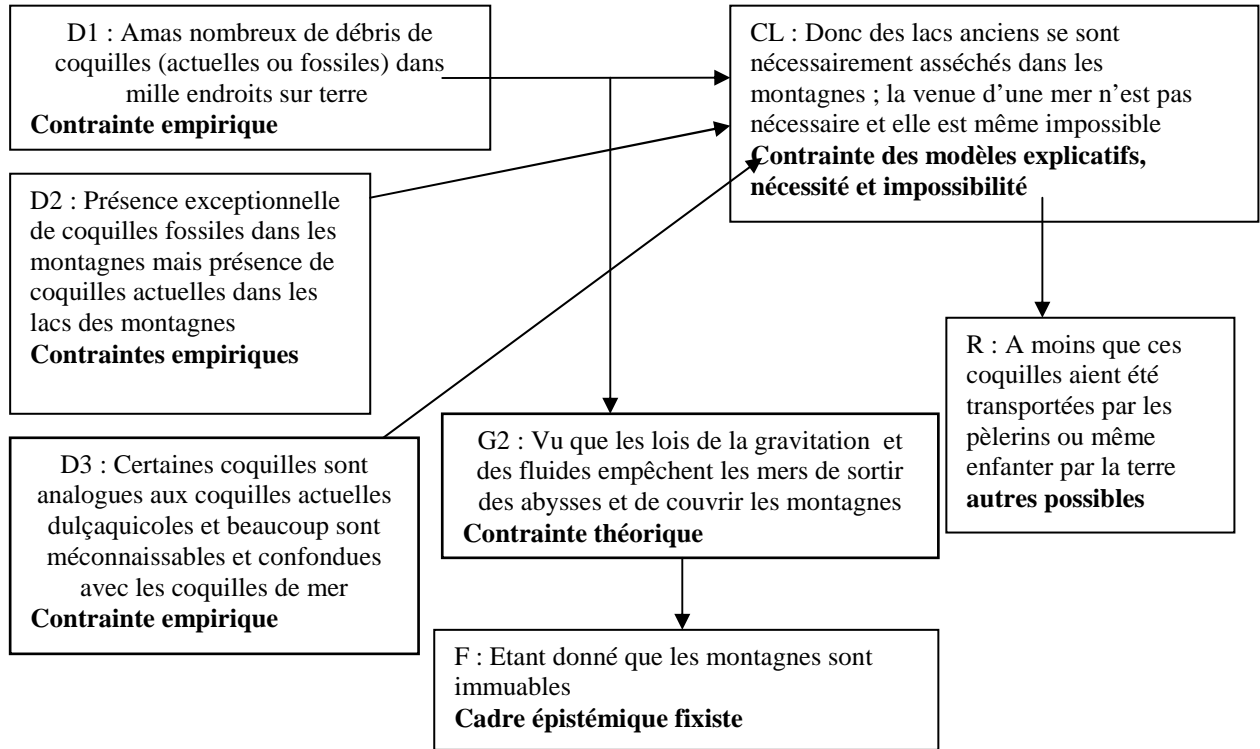 D1 : Amas nombreux de débris de
coquilles (actuelles ou fossiles) dans
mille endroits sur terre
Contrainte empirique
CL : Donc des lacs anciens se sont
nécessairement asséchés dans les
montagnes ; la venue d'une mer n'est pas
nécessaire et elle est même impossible
Contrainte des modèles explicatifs,
nécessité et impossibilité
D2 : Présence exceptionnelle
de coquilles fossiles dans les
montagnes mais présence de
coquilles actuelles dans les
lacs des montagnes
Contraintes empiriques
R : A moins que ces
coquilles aient été
transportées par les
pèlerins ou même
enfanter par la terre
autres possibles
D3 : Certaines coquilles sont
analogues aux coquilles actuelles
dulçaquicoles et beaucoup sont
méconnaissables et confondues
avec les coquilles de mer
Contrainte empirique
G2 : Vu que les lois de la gravitation et
des fluides empêchent les mers de sortir
des abysses et de couvrir les montagnes
Contrainte théorique
F : Etant donné que les montagnes sont
immuables
Cadre épistémique fixiste